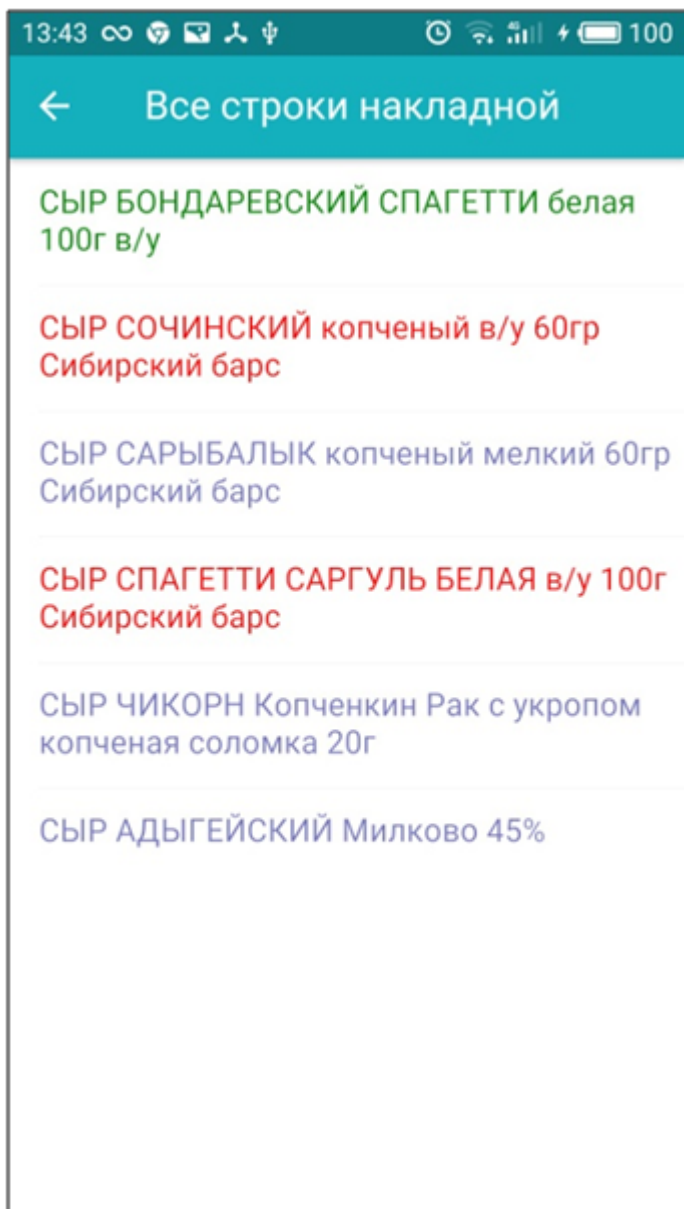 13:43 100
Все строки накладной
СЫР БОНДАРЕВСКИЙ СПАГЕТТИ белая
100г в/у
СЫР СОЧИНСКИЙ копченый в/у 60гр
Сибирский барс
СЫР САРЫБАЛЫК копченый мелкий 60гр
Сибирский барс
СЫР СПАГЕТТИ САРГУЛЬ БЕЛАЯ в/у 100г
Сибирский барс
СЫР ЧИКОРН Копченкин Рак с укропом
копченая соломка 20г
СЫР АДЫГЕЙСКИЙ Милково 45%